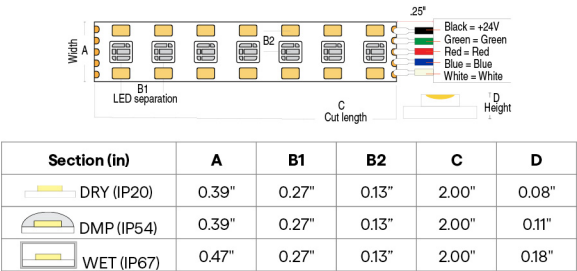 .25"
Black = +24V
Green = Green
Red = Red
Blue = Blue
White = White
Width
A
B2
B1
LED separation
C
Cut length
D
Height
Section (in) A B1 B2 C D
DRY (IP20) 0.39" 0.27" 0.13” 2.00" 0.08"
DMP (IP54) 0.39" 0.27" 0.13” 2.00" 0.11"
WET (IP67) 0.47" 0.27" 0.13” 2.00" 0.18"